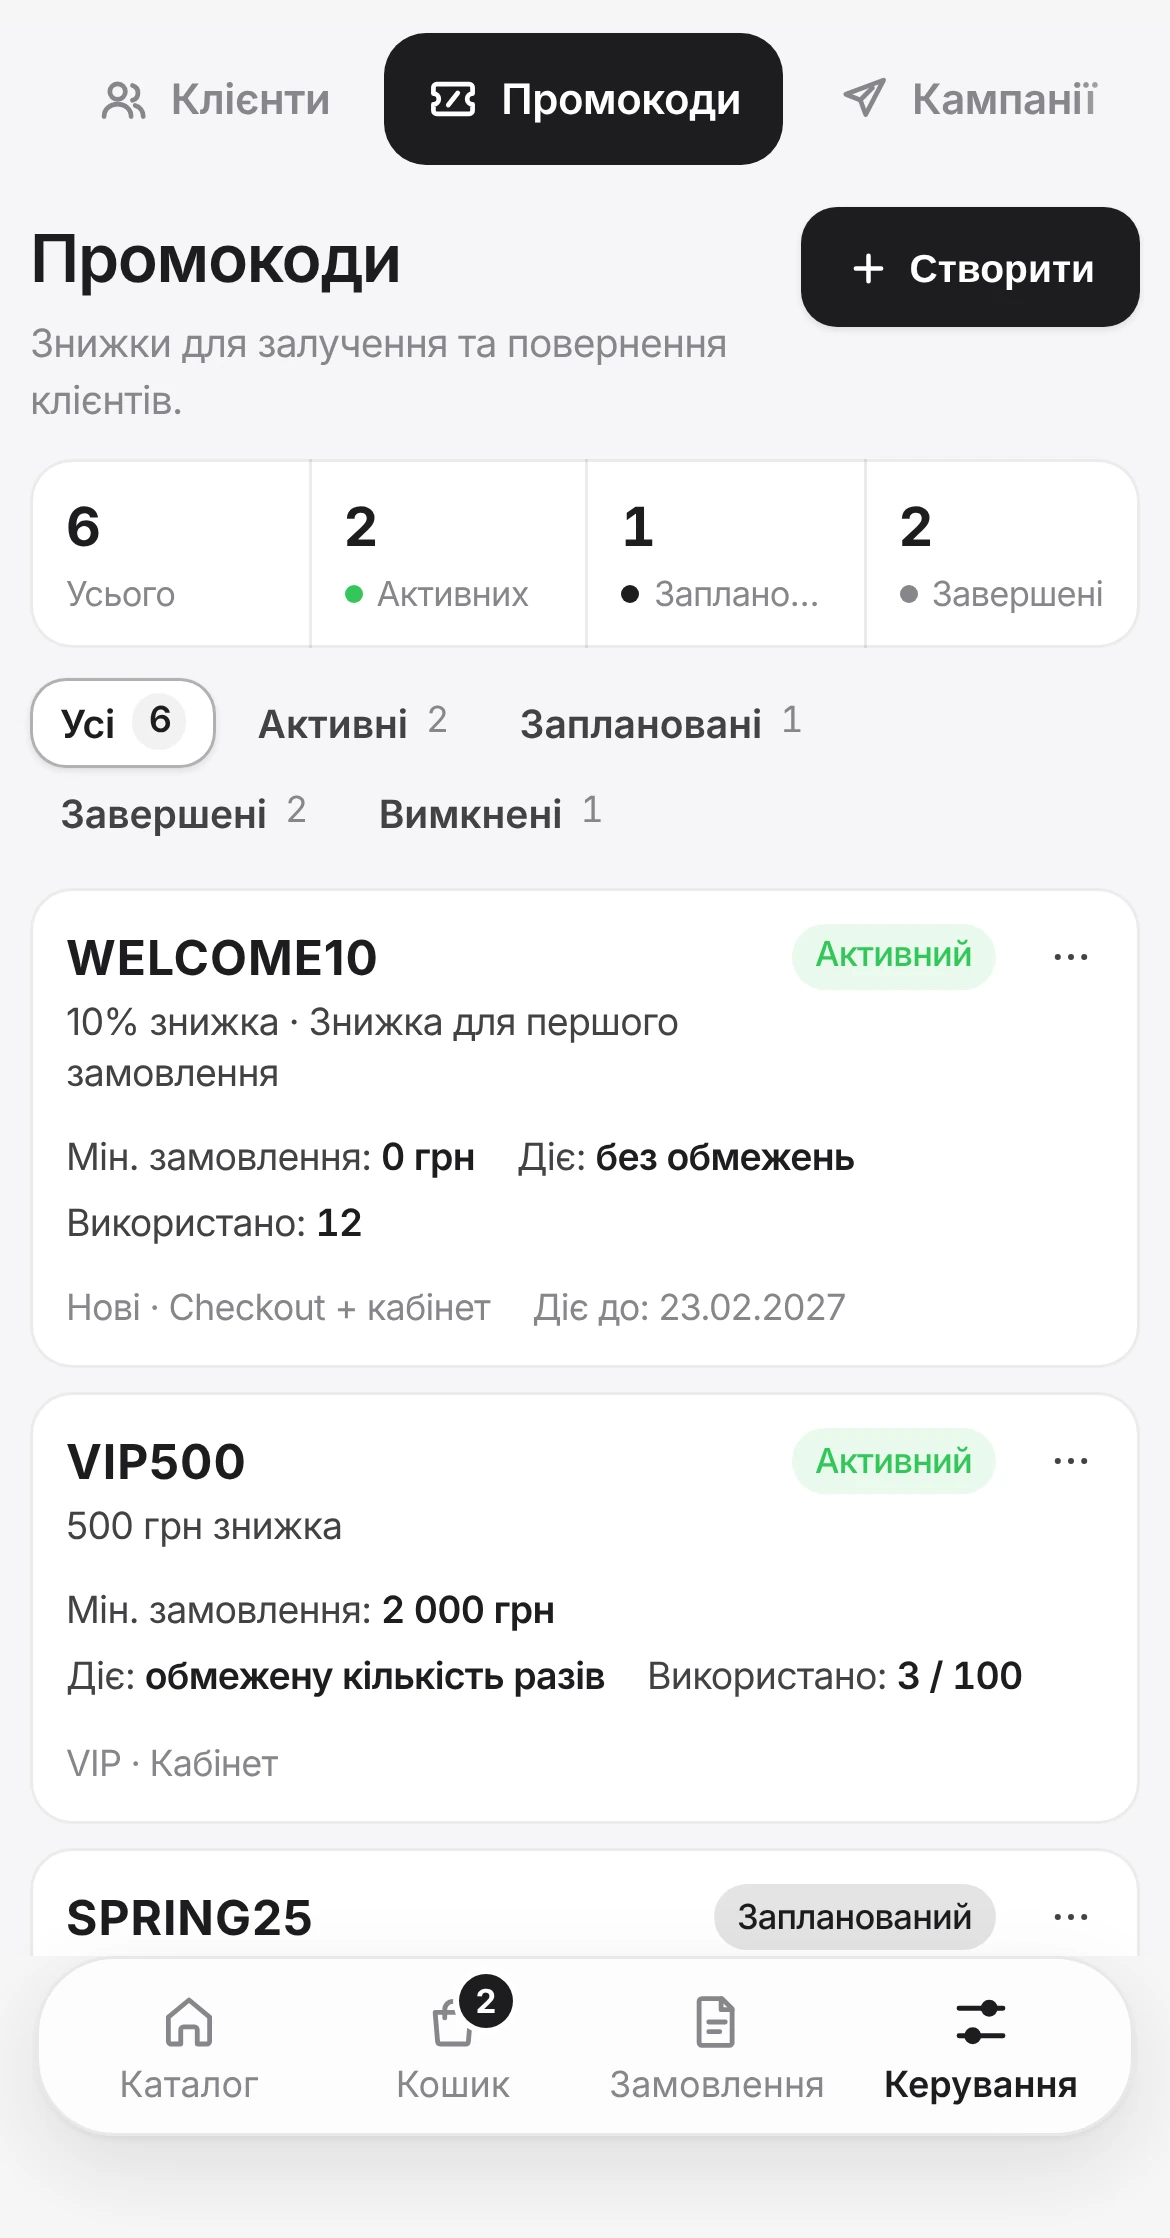 Клієнти Промокоди Кампанії
Промокоди
+ Створити
Знижки для залучення та повернення
клієнтів.
6 2 1 2
Усього Активних Заплано... Завершені
Усі 6 Активні 2 Заплановані 1
Завершені 2 Вимкнені 1
WELCOME10 Активний ...
10% знижка · Знижка для першого
замовлення
Мін. замовлення: 0 грн Діє: без обмежень
Використано: 12
Нові · Checkout + кабінет Діє до: 23.02.2027
VIP500 Активний ...
500 грн знижка
Мін. замовлення: 2 000 грн
Діє: обмежену кількість разів Використано: 3 / 100
VIP · Кабінет
SPRING25 Запланований ...
2
Каталог Кошик Замовлення Керування